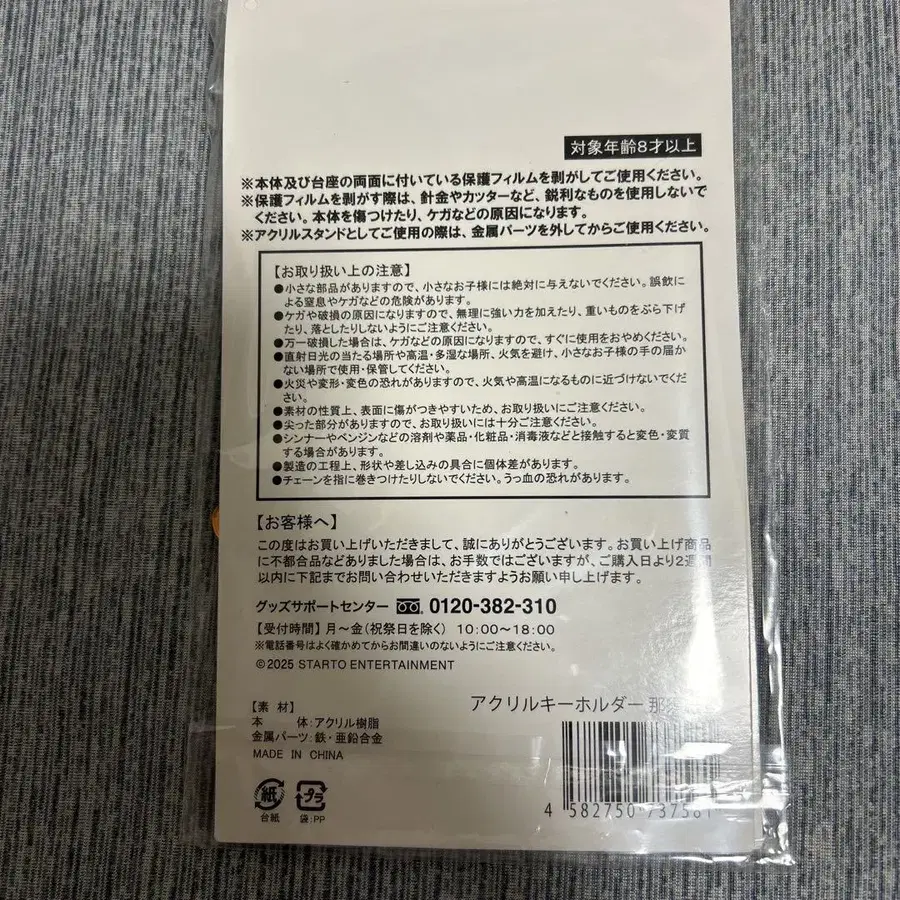 対象年齢8才以上
※本体及び台座の両面に付いている保護フィルムを剥がしてご使用ください。
※保護フィルムを剥がす際は、針金やカッターなど、鋭利なものを使用しないで
ください。本体を傷つけたり、ケガなどの原因になります。
※アクリルスタンドとしてご使用の際は、金属パーツを外してからご使用ください。
【お取り扱い上の注意】
●小さな部品がありますので、小さなお子様には絶対に与えないでください。誤飲
による窒息やケガなどの危険があります。
●ケガや破損の原因になりますので、無理に強い力を加えたり、重いものをぶら下げ
たり、落としたりしないようにご注意ください。
●万一破損した場合は、ケガなどの原因になりますので、すぐに使用をおやめください。
●直射日光の当たる場所や高温・多湿な場所、火気を避け、小さなお子様の手の届か
ない場所で使用・保管してください。
●火災や変形・変色の恐れがありますので、火気や高温になるものに近づけないでくだ
さい。
●素材の性質上、表面に傷がつきやすいため、お取り扱いにご注意ください。
●尖った部分がありますので、お取り扱いには十分ご注意ください。
●シンナーやベンジンなどの溶剤や薬品・化粧品・消毒液などと接触すると変色・変質
する場合があります。
●製造の工程上、形状や差し込みの具合に個体差があります。
●チェーンを指に巻きつけたりしないでください。うっ血の恐れがあります。
【お客様へ】
この度はお買い上げいただきまして、誠にありがとうございます。お買い上げ商品
に不都合品などありました場合は、お手数ではございますが、ご購入日より2週間
以内に下記までお問い合わせいただきますようお願い申し上げます。
グッズサポートセンター 0120-382-310
【受付時間】月〜金(祝祭日を除く) 10:00〜18:00
※電話番号はよく確かめてからお間違いのないようにご注意ください。
©2025 STARTO ENTERTAINMENT
アクリルキーホルダー 那
【素 材】
本 体:アクリル樹脂
金属パーツ:鉄・亜鉛合金
MADE IN CHINA
紙 プラ
台紙 袋:PP
4 582750 737381